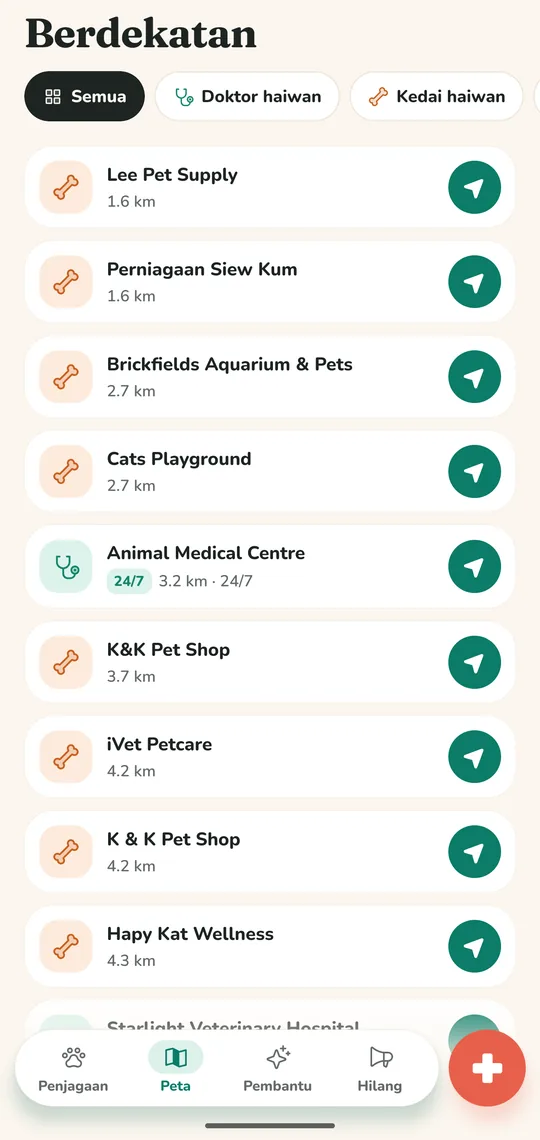 Berdekatan
Semua
Doktor haiwan
Kedai haiwan
Lee Pet Supply
1.6 km
Perniagaan Siew Kum
1.6 km
Brickfields Aquarium & Pets
2.7 km
Cats Playground
2.7 km
Animal Medical Centre
24/7 3.2 km · 24/7
K&K Pet Shop
3.7 km
iVet Petcare
4.2 km
K & K Pet Shop
4.2 km
Hapy Kat Wellness
4.3 km
Starlight Veterinary Hospital
Penjagaan
Peta
Pembantu
Hilang